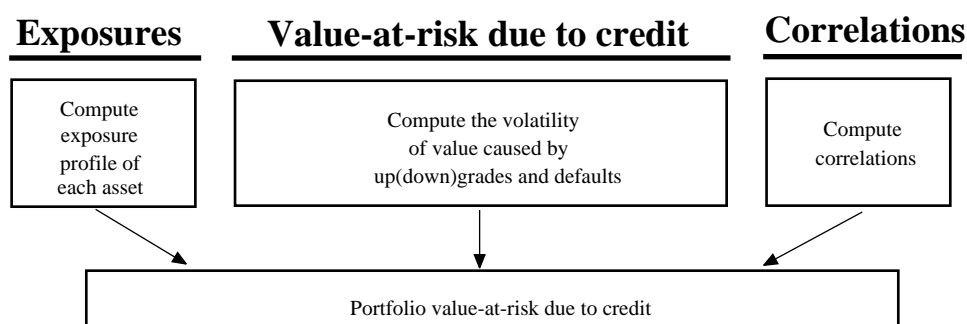 Exposures
Value-at-risk due to credit
Correlations
Compute
exposure
profile of
each asset
Compute the volatility
of value caused by
up(down)grades and defaults
Compute
correlations
Portfolio value-at-risk due to credit